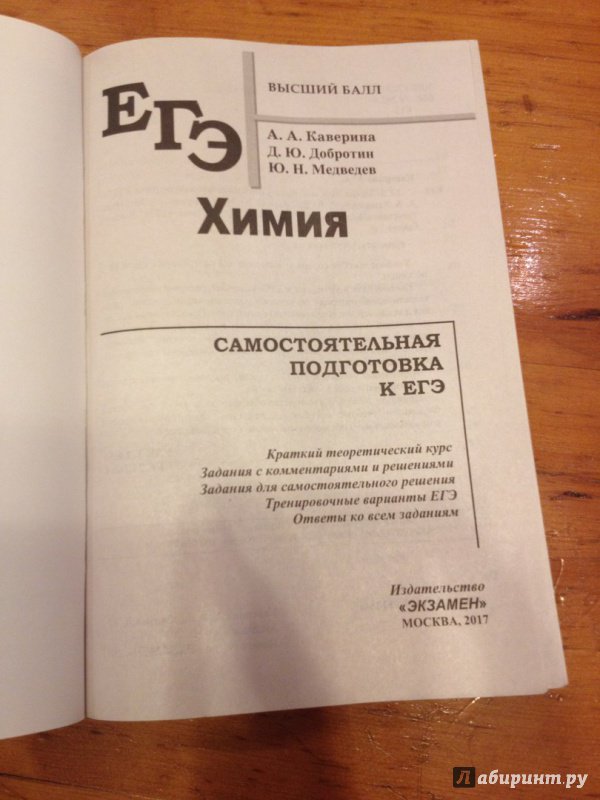 ЕГЭ
ВЫСШИЙ БАЛЛ
А. А. Каверина
Д. Ю. Добротин
Ю. Н. Медведев
Химия
САМОСТОЯТЕЛЬНАЯ
ПОДГОТОВКА
К ЕГЭ
Краткий теоретический курс
Задания с комментариями и решениями
Задания для самостоятельного решения
Тренировочные варианты ЕГЭ
Ответы ко всем заданиям
Издательство
«ЭКЗАМЕН»
МОСКВА, 2017
Лабиринт.ру